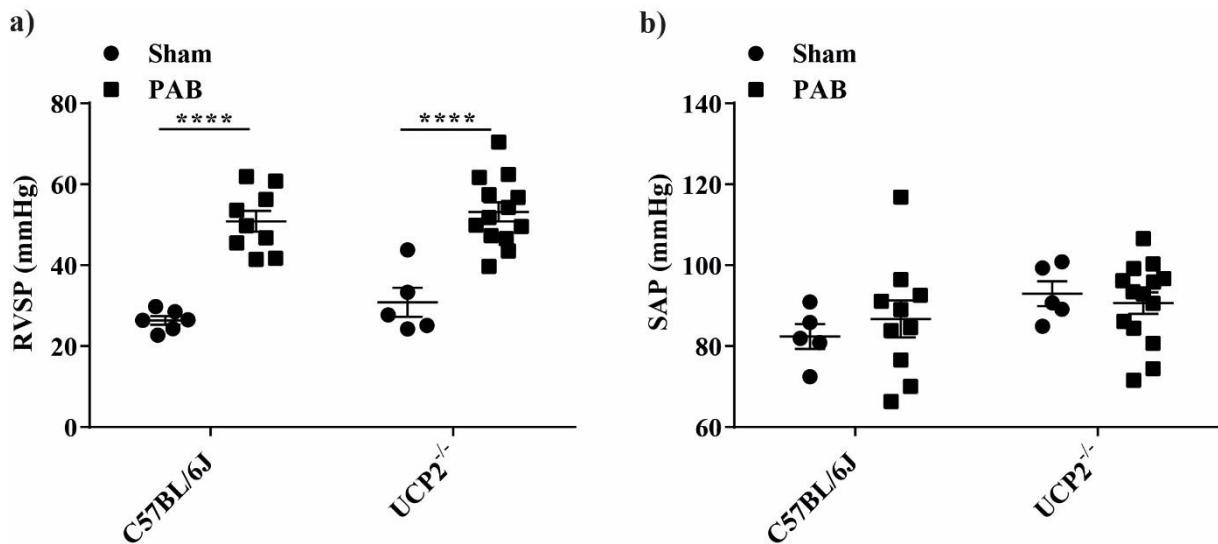 a)
Sham
PAB
80
60
40
20
0
RVSP (mmHg)
****
****
C57BL/6J
UCP2-/-
b)
Sham
PAB
140
120
100
80
60
SAP (mmHg)
C57BL/6J
UCP2-/-